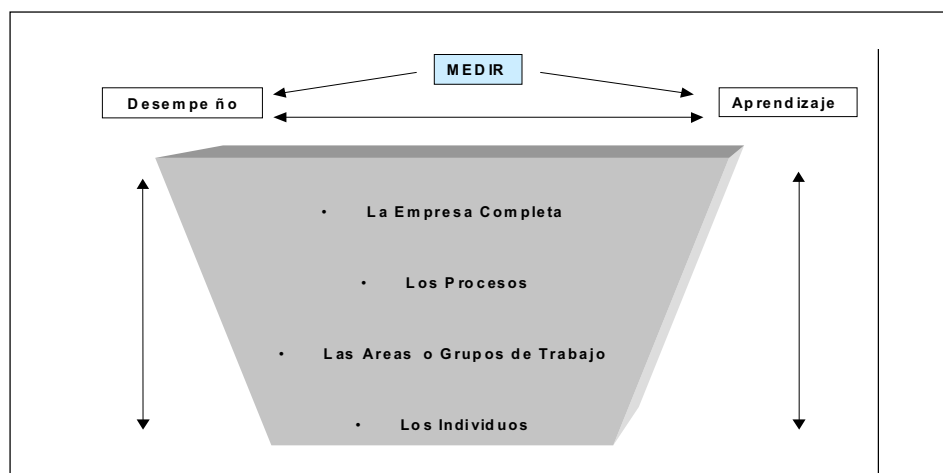 MEDIR
Desempeño
Aprendizaje
• La Empresa Completa
• Los Procesos
• Las Areas o Grupos de Trabajo
• Los Individuos